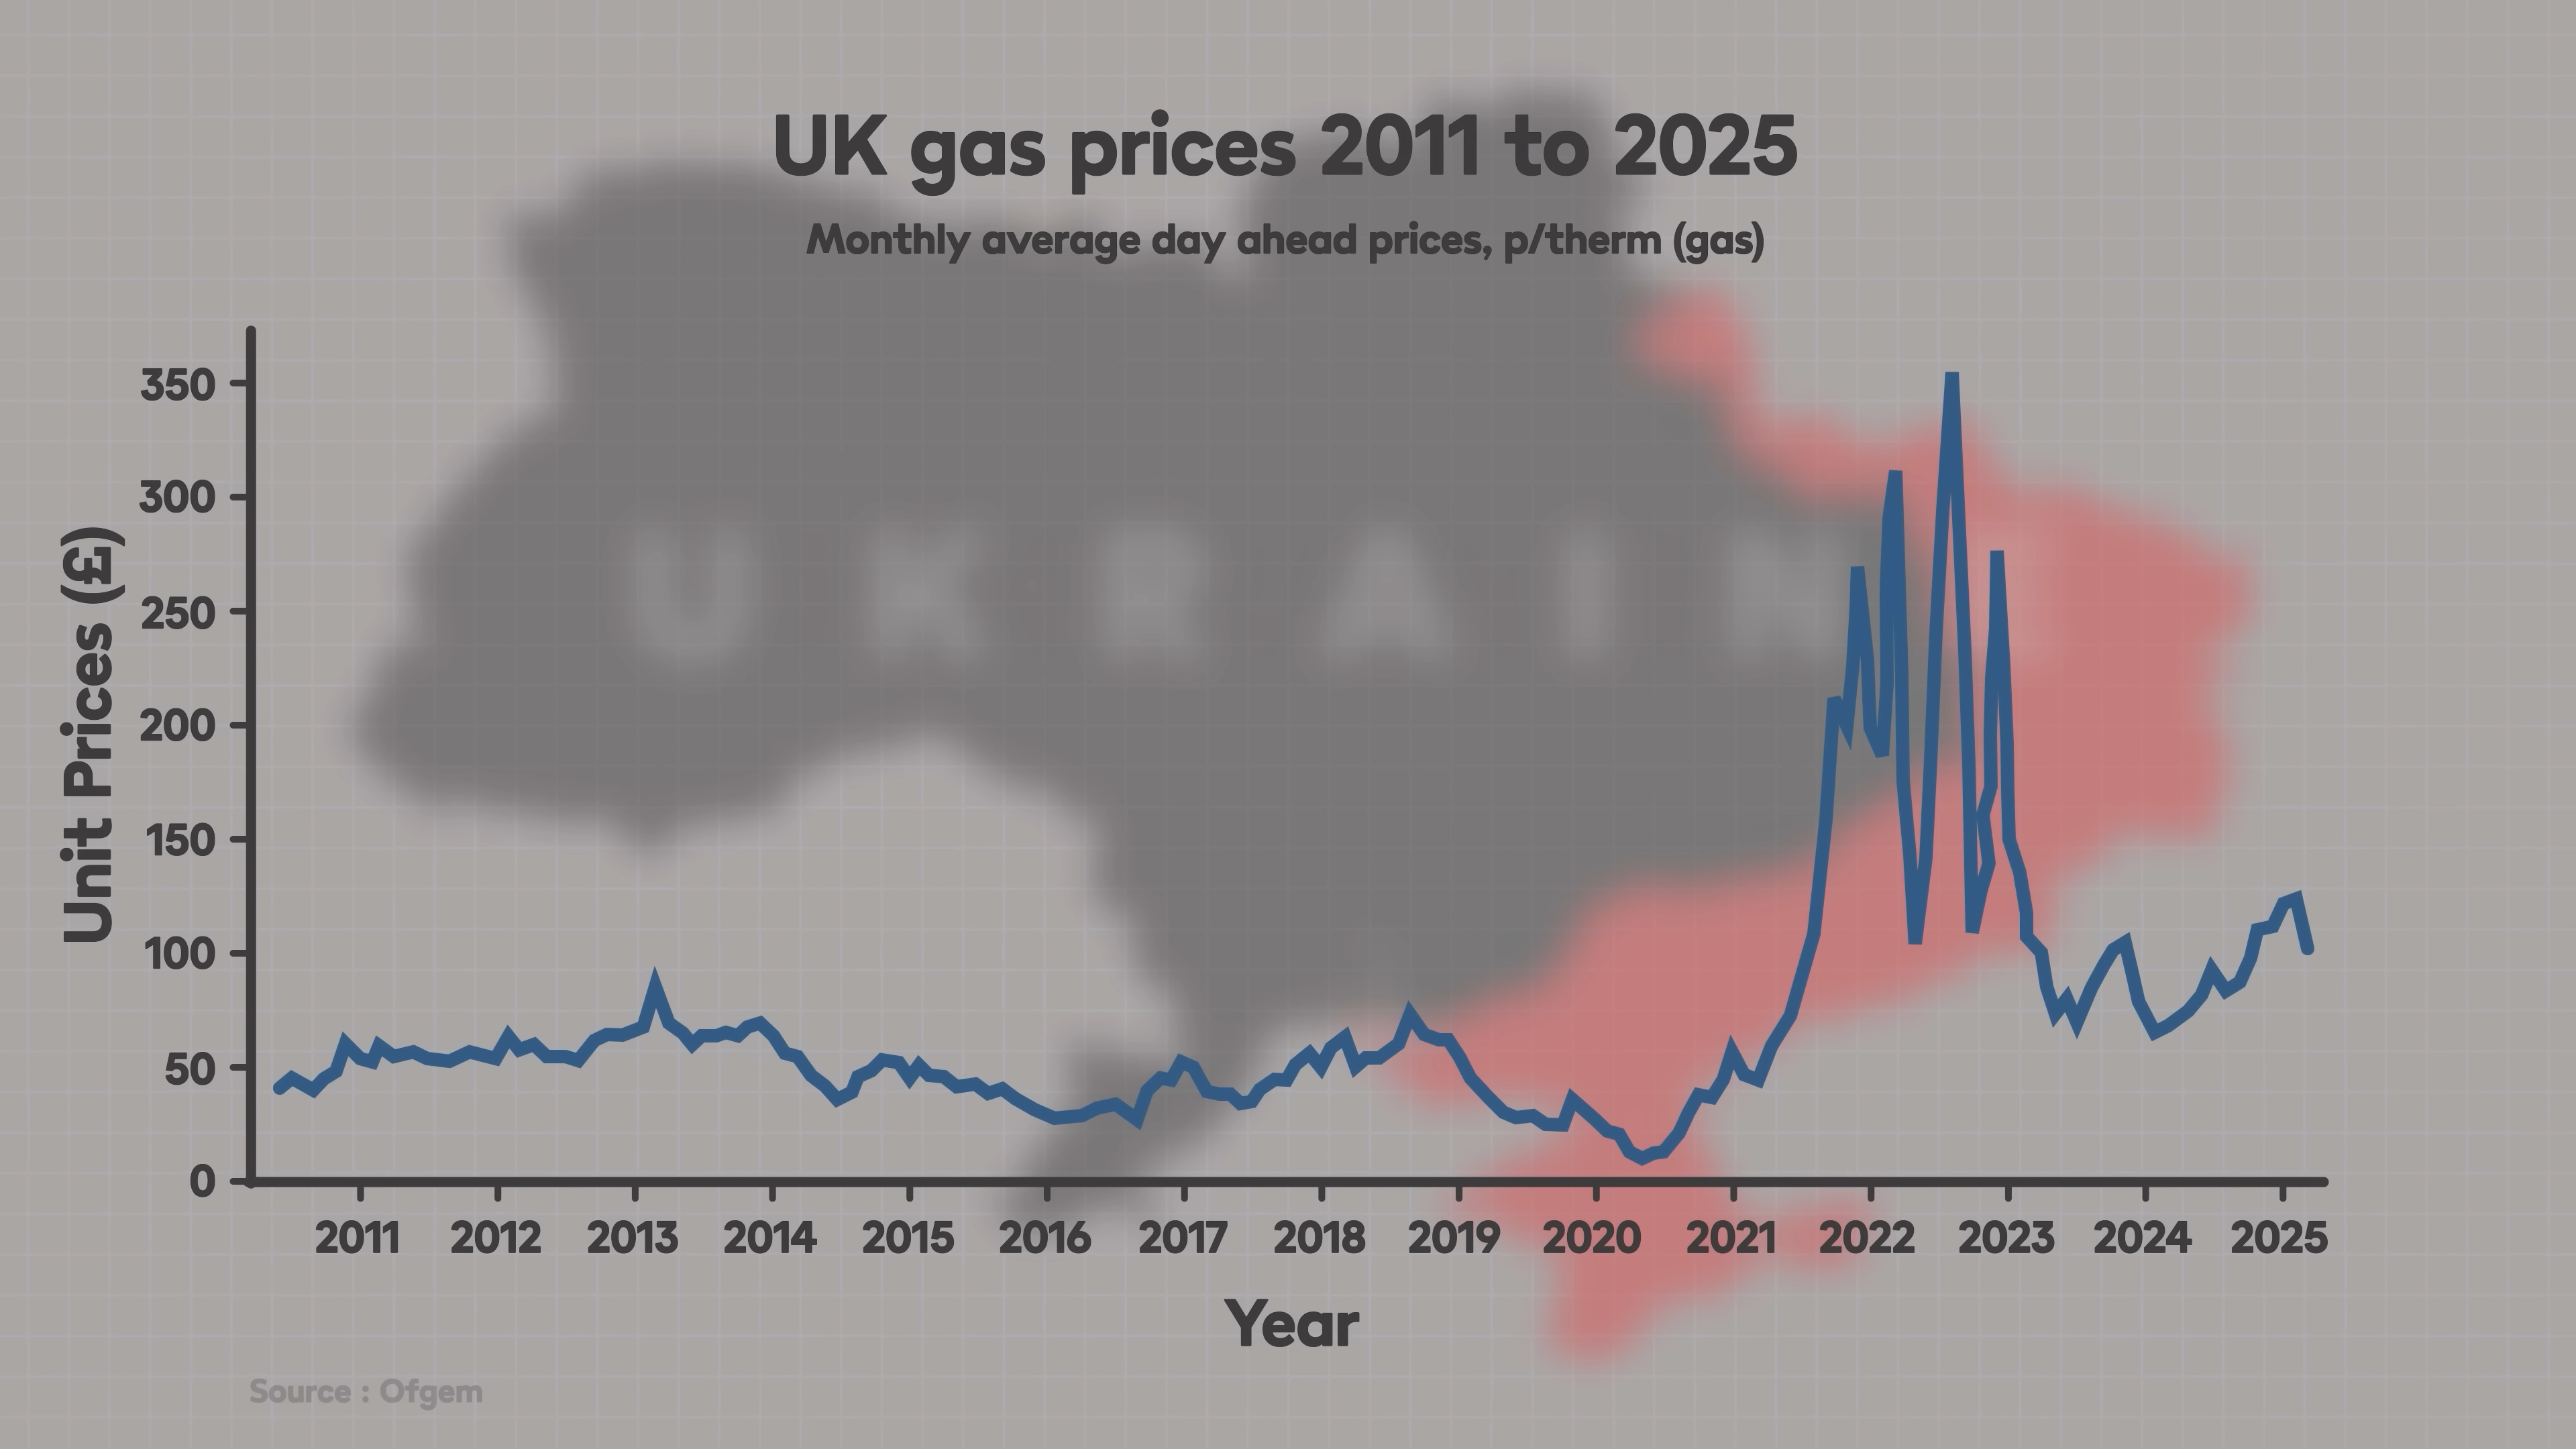 UK gas prices 2011 to 2025
Monthly average day ahead prices, p/therm (gas)
Unit Prices (£)
350
300
250
200
150
100
50
0
UKRAINE
2011 2012 2013 2014 2015 2016 2017 2018 2019 2020 2021 2022 2023 2024 2025
Year
Source : Ofgem